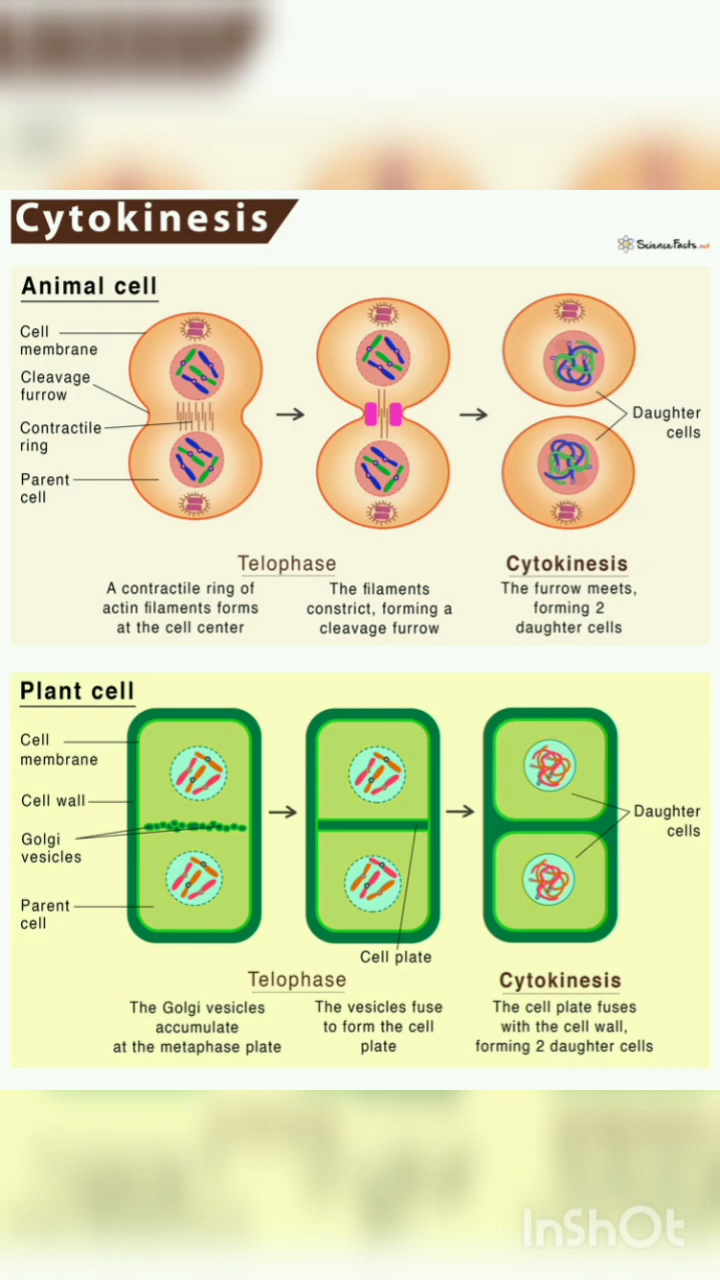 Cytokinesis
ScienceFacts.net
Animal cell
Cell
membrane
Cleavage
furrow
Contractile
ring
Parent
cell
Daughter
cells
Telophase
A contractile ring of
actin filaments forms
at the cell center
The filaments
constrict, forming a
cleavage furrow
Cytokinesis
The furrow meets,
forming 2
daughter cells
Plant cell
Cell
membrane
Cell wall
Golgi
vesicles
Parent
cell
Daughter
cells
Cell plate
Telophase
The Golgi vesicles
accumulate
at the metaphase plate
The vesicles fuse
to form the cell
plate
Cytokinesis
The cell plate fuses
with the cell wall,
forming 2 daughter cells
InShOt